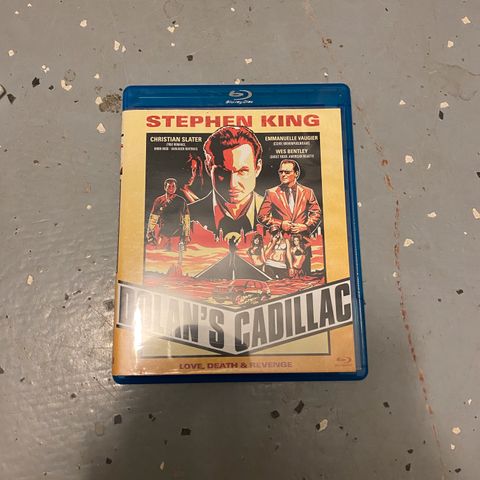 Blu-ray Disc
STEPHEN KING
CHRISTIAN SLATER
EMMANUELLE VAUGIER
WES BENTLEY
DOLAN'S CADILLAC
LOVE, DEATH & REVENGE